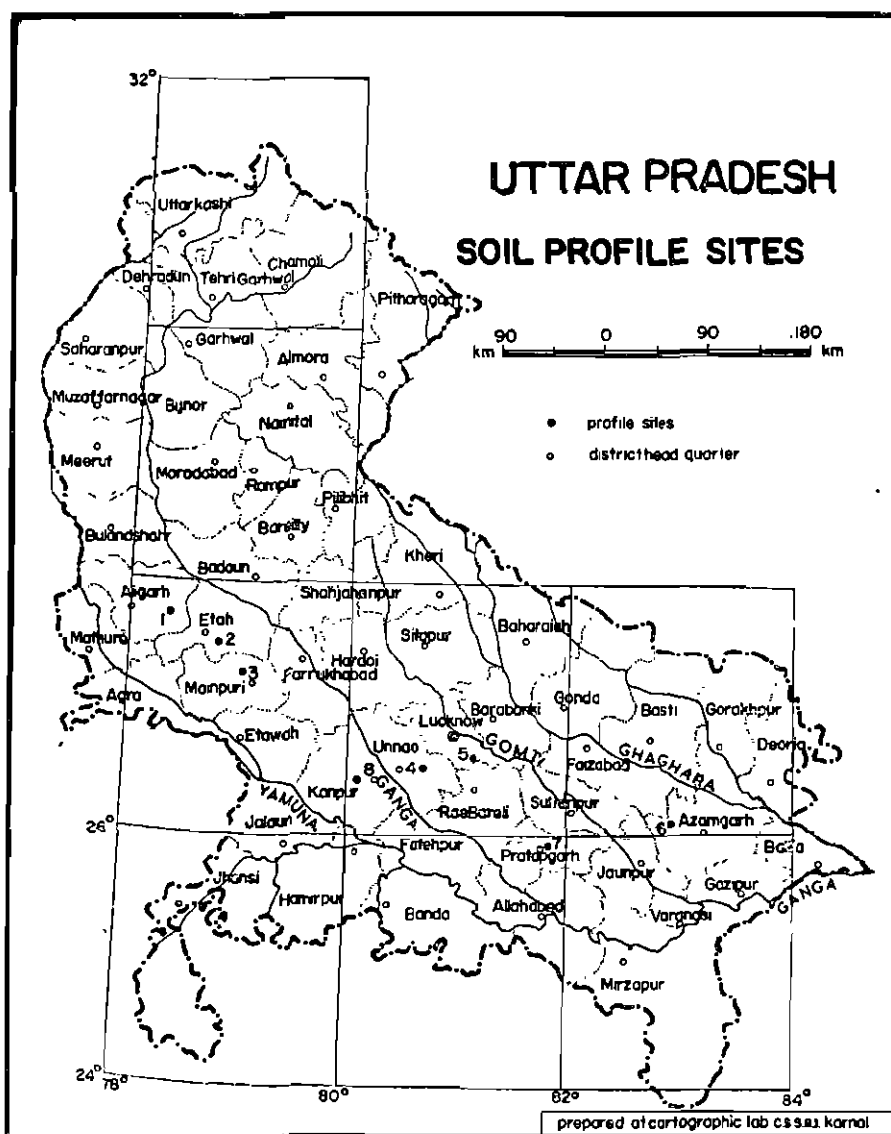 32°
UTTAR PRADESH
SOIL PROFILE SITES
90 0 90 180
km km
profile sites
district head quarter
Uttarkashi
Chamoli
Dehradun Tehri Garhwal
Pithoragarh
Saharanpur
Garhwal
Almora
Muzaffarnagar
Bijnor
Nainital
Meerut
Moradabad
Rampur
Pilibhit
Bareily
Bulandshahr
Kheri
Badaun
Aligarh
Shahjahanpur
1
Etah
2
Baharaich
Sitapur
Mathura
Hardoi
3
Farrukhabad
Manpuri
Agra
Gonda
Barabanki
Basti
Gorakhpur
Lucknow
Deoria
Etawah
Unnao
GOMTI
5
GHAGHARA
4
Faizabad
Kanpur
8
GANGA
YAMUNA
RaeBareli
Sultanpur
Azamgarh
6
26°
Jalaun
Fatehpur
7
Pratapgarh
Ballia
Jaunpur
Jhansi
Gazipur
GANGA
Hamirpur
Banda
Allahabad
Varanasi
Mirzapur
24°
78°
80°
82°
84°
prepared at cartographic lab c.s.s.r.i. karnal